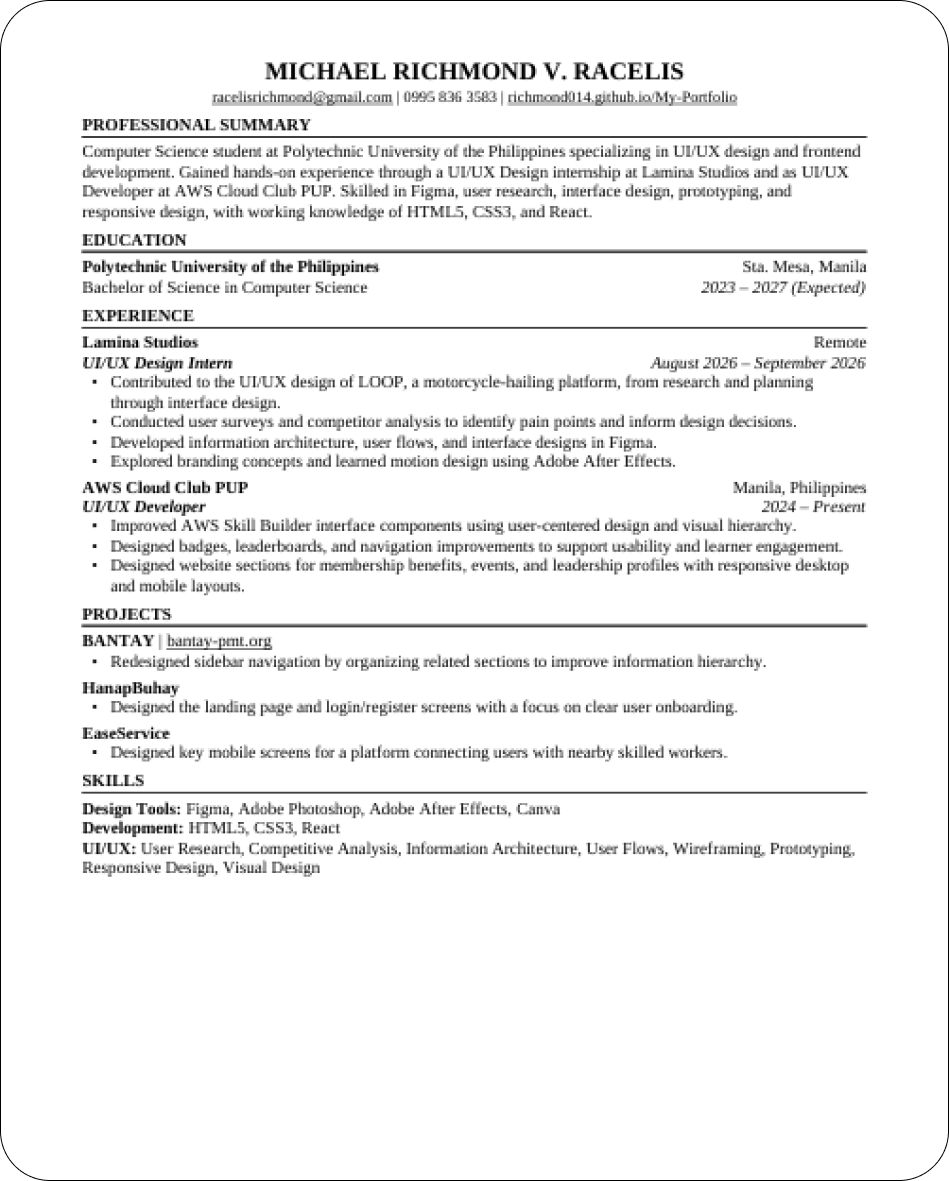 MICHAEL RICHMOND V. RACELIS
racelisrichmond@gmail.com | 0995 836 3583 | richmond014.github.io/My-Portfolio
PROFESSIONAL SUMMARY
Computer Science student at Polytechnic University of the Philippines specializing in UI/UX design and frontend
development. Gained hands-on experience through a UI/UX Design internship at Lamina Studios and as UI/UX
Developer at AWS Cloud Club PUP. Skilled in Figma, user research, interface design, prototyping, and
responsive design, with working knowledge of HTML5, CSS3, and React.
EDUCATION
Polytechnic University of the Philippines Sta. Mesa, Manila
Bachelor of Science in Computer Science 2023 – 2027 (Expected)
EXPERIENCE
Lamina Studios Remote
UI/UX Design Intern August 2026 – September 2026
▪ Contributed to the UI/UX design of LOOP, a motorcycle-hailing platform, from research and planning
through interface design.
▪ Conducted user surveys and competitor analysis to identify pain points and inform design decisions.
▪ Developed information architecture, user flows, and interface designs in Figma.
▪ Explored branding concepts and learned motion design using Adobe After Effects.
AWS Cloud Club PUP Manila, Philippines
UI/UX Developer 2024 – Present
▪ Improved AWS Skill Builder interface components using user-centered design and visual hierarchy.
▪ Designed badges, leaderboards, and navigation improvements to support usability and learner engagement.
▪ Designed website sections for membership benefits, events, and leadership profiles with responsive desktop
and mobile layouts.
PROJECTS
BANTAY | bantay-pmt.org
▪ Redesigned sidebar navigation by organizing related sections to improve information hierarchy.
HanapBuhay
▪ Designed the landing page and login/register screens with a focus on clear user onboarding.
EaseService
▪ Designed key mobile screens for a platform connecting users with nearby skilled workers.
SKILLS
Design Tools: Figma, Adobe Photoshop, Adobe After Effects, Canva
Development: HTML5, CSS3, React
UI/UX: User Research, Competitive Analysis, Information Architecture, User Flows, Wireframing, Prototyping,
Responsive Design, Visual Design